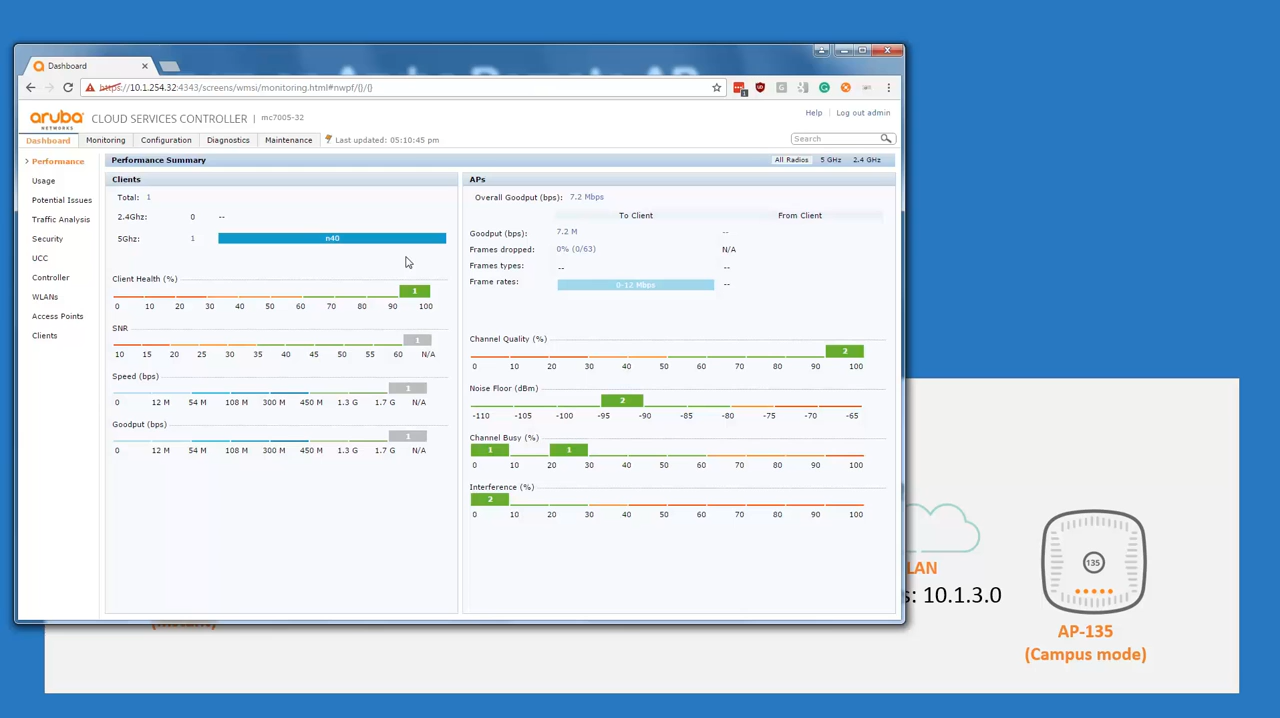 Dashboard
https://10.1.254.32:4343/screens/wmsi/monitoring.html#nwpf/{}/{}
1
aruba
NETWORKS
CLOUD SERVICES CONTROLLER
mc7005-32
Help
Log out admin
Dashboard
Monitoring
Configuration
Diagnostics
Maintenance
Last updated: 05:10:45 pm
Search
Performance
Usage
Potential Issues
Traffic Analysis
Security
UCC
Controller
WLANs
Access Points
Clients
Performance Summary
All Radios 5 GHz 2.4 GHz
Clients
Total: 1
2.4Ghz: 0 --
5Ghz: 1 n40
Client Health (%)
1
0 10 20 30 40 50 60 70 80 90 100
SNR
1
10 15 20 25 30 35 40 45 50 55 60 N/A
Speed (bps)
1
0 12 M 54 M 108 M 300 M 450 M 1.3 G 1.7 G N/A
Goodput (bps)
1
0 12 M 54 M 108 M 300 M 450 M 1.3 G 1.7 G N/A
APs
Overall Goodput (bps): 7.2 Mbps
To Client From Client
Goodput (bps): 7.2 M --
Frames dropped: 0% (0/63) N/A
Frames types: -- --
Frame rates: 0-12 Mbps --
Channel Quality (%)
2
0 10 20 30 40 50 60 70 80 90 100
Noise Floor (dBm)
2
-110 -105 -100 -95 -90 -85 -80 -75 -70 -65
Channel Busy (%)
1 1
0 10 20 30 40 50 60 70 80 90 100
Interference (%)
2
0 10 20 30 40 50 60 70 80 90 100
LAN
s: 10.1.3.0
135
AP-135
(Campus mode)